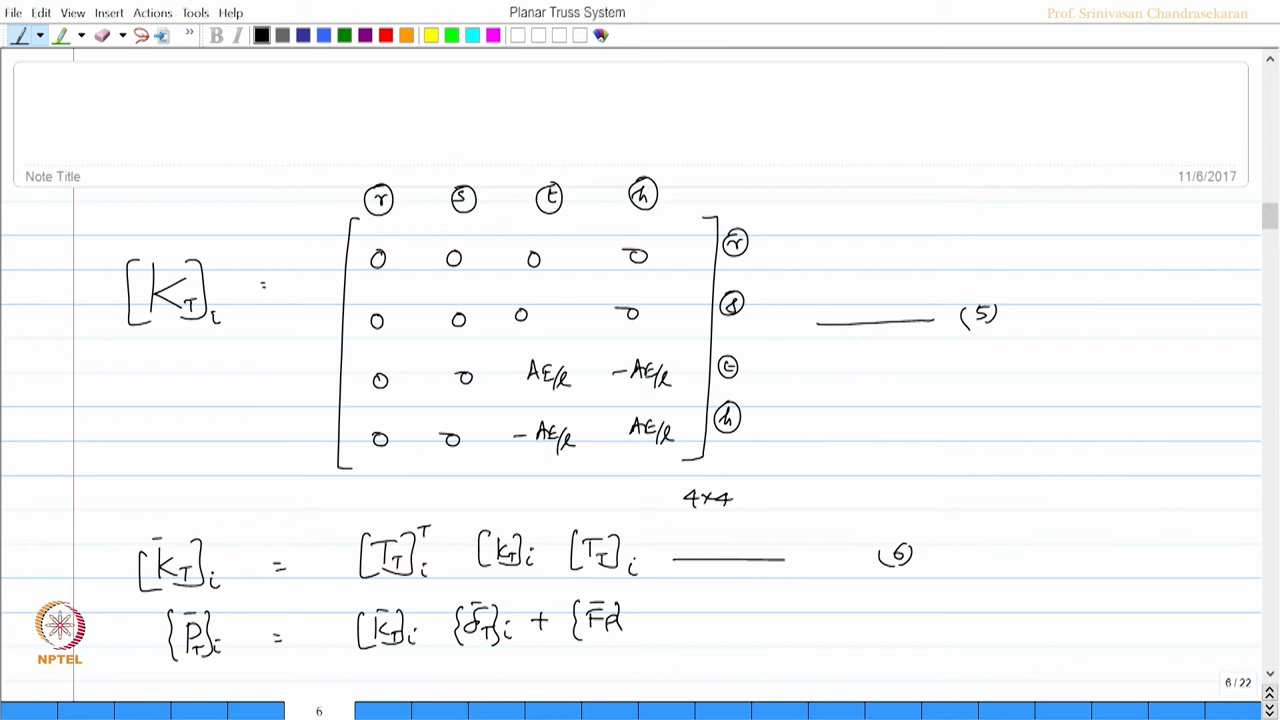 File Edit View Insert Actions Tools Help
Planar Truss System
Prof. Srinivasan Chandrasekaran
B I
Note Title
11/6/2017
r s t h
[K_T]_i =
0 0 0 0 r
0 0 0 0 s
0 0 AE/l -AE/l t
0 0 -AE/l AE/l h
(5)
4×4
[K̄_T]_i = [T_T]_i^T [k_T]_i [T_T]_i (6)
{P̄_T}_i = [K̄_T]_i {δ̄_T}_i + {F̄
NPTEL
6/22
6